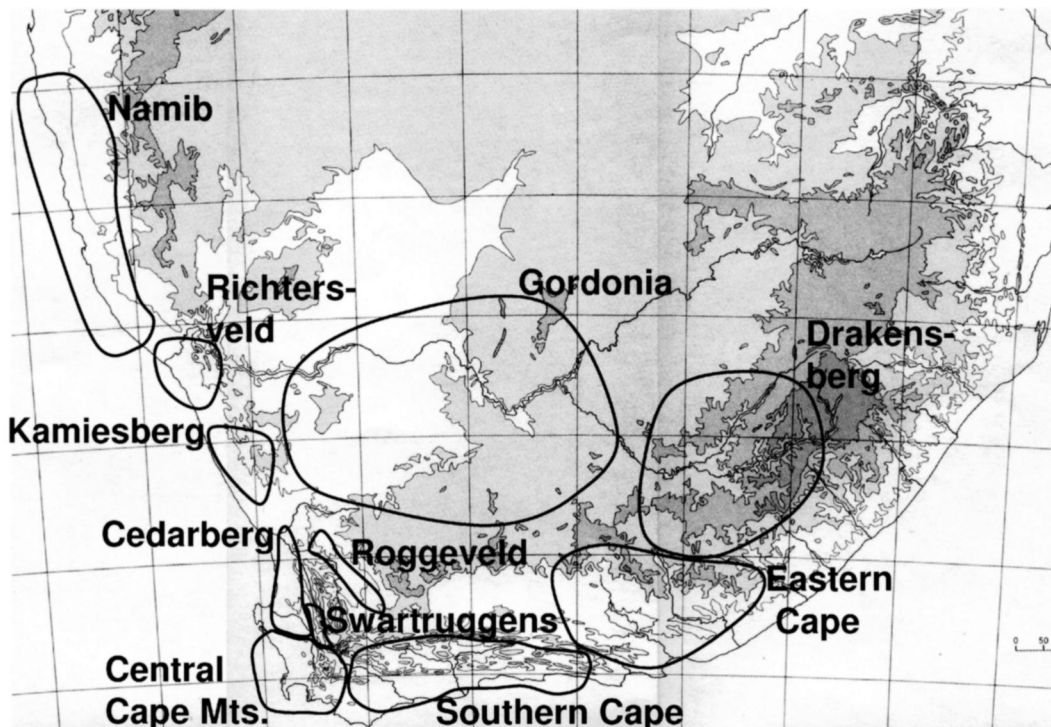 Namib
Richters-
veld
Gordonia
Drakens-
berg
Kamiesberg
Cedarberg
Roggeveld
Eastern
Cape
Swartruggens
Central
Cape Mts.
Southern Cape
0 50